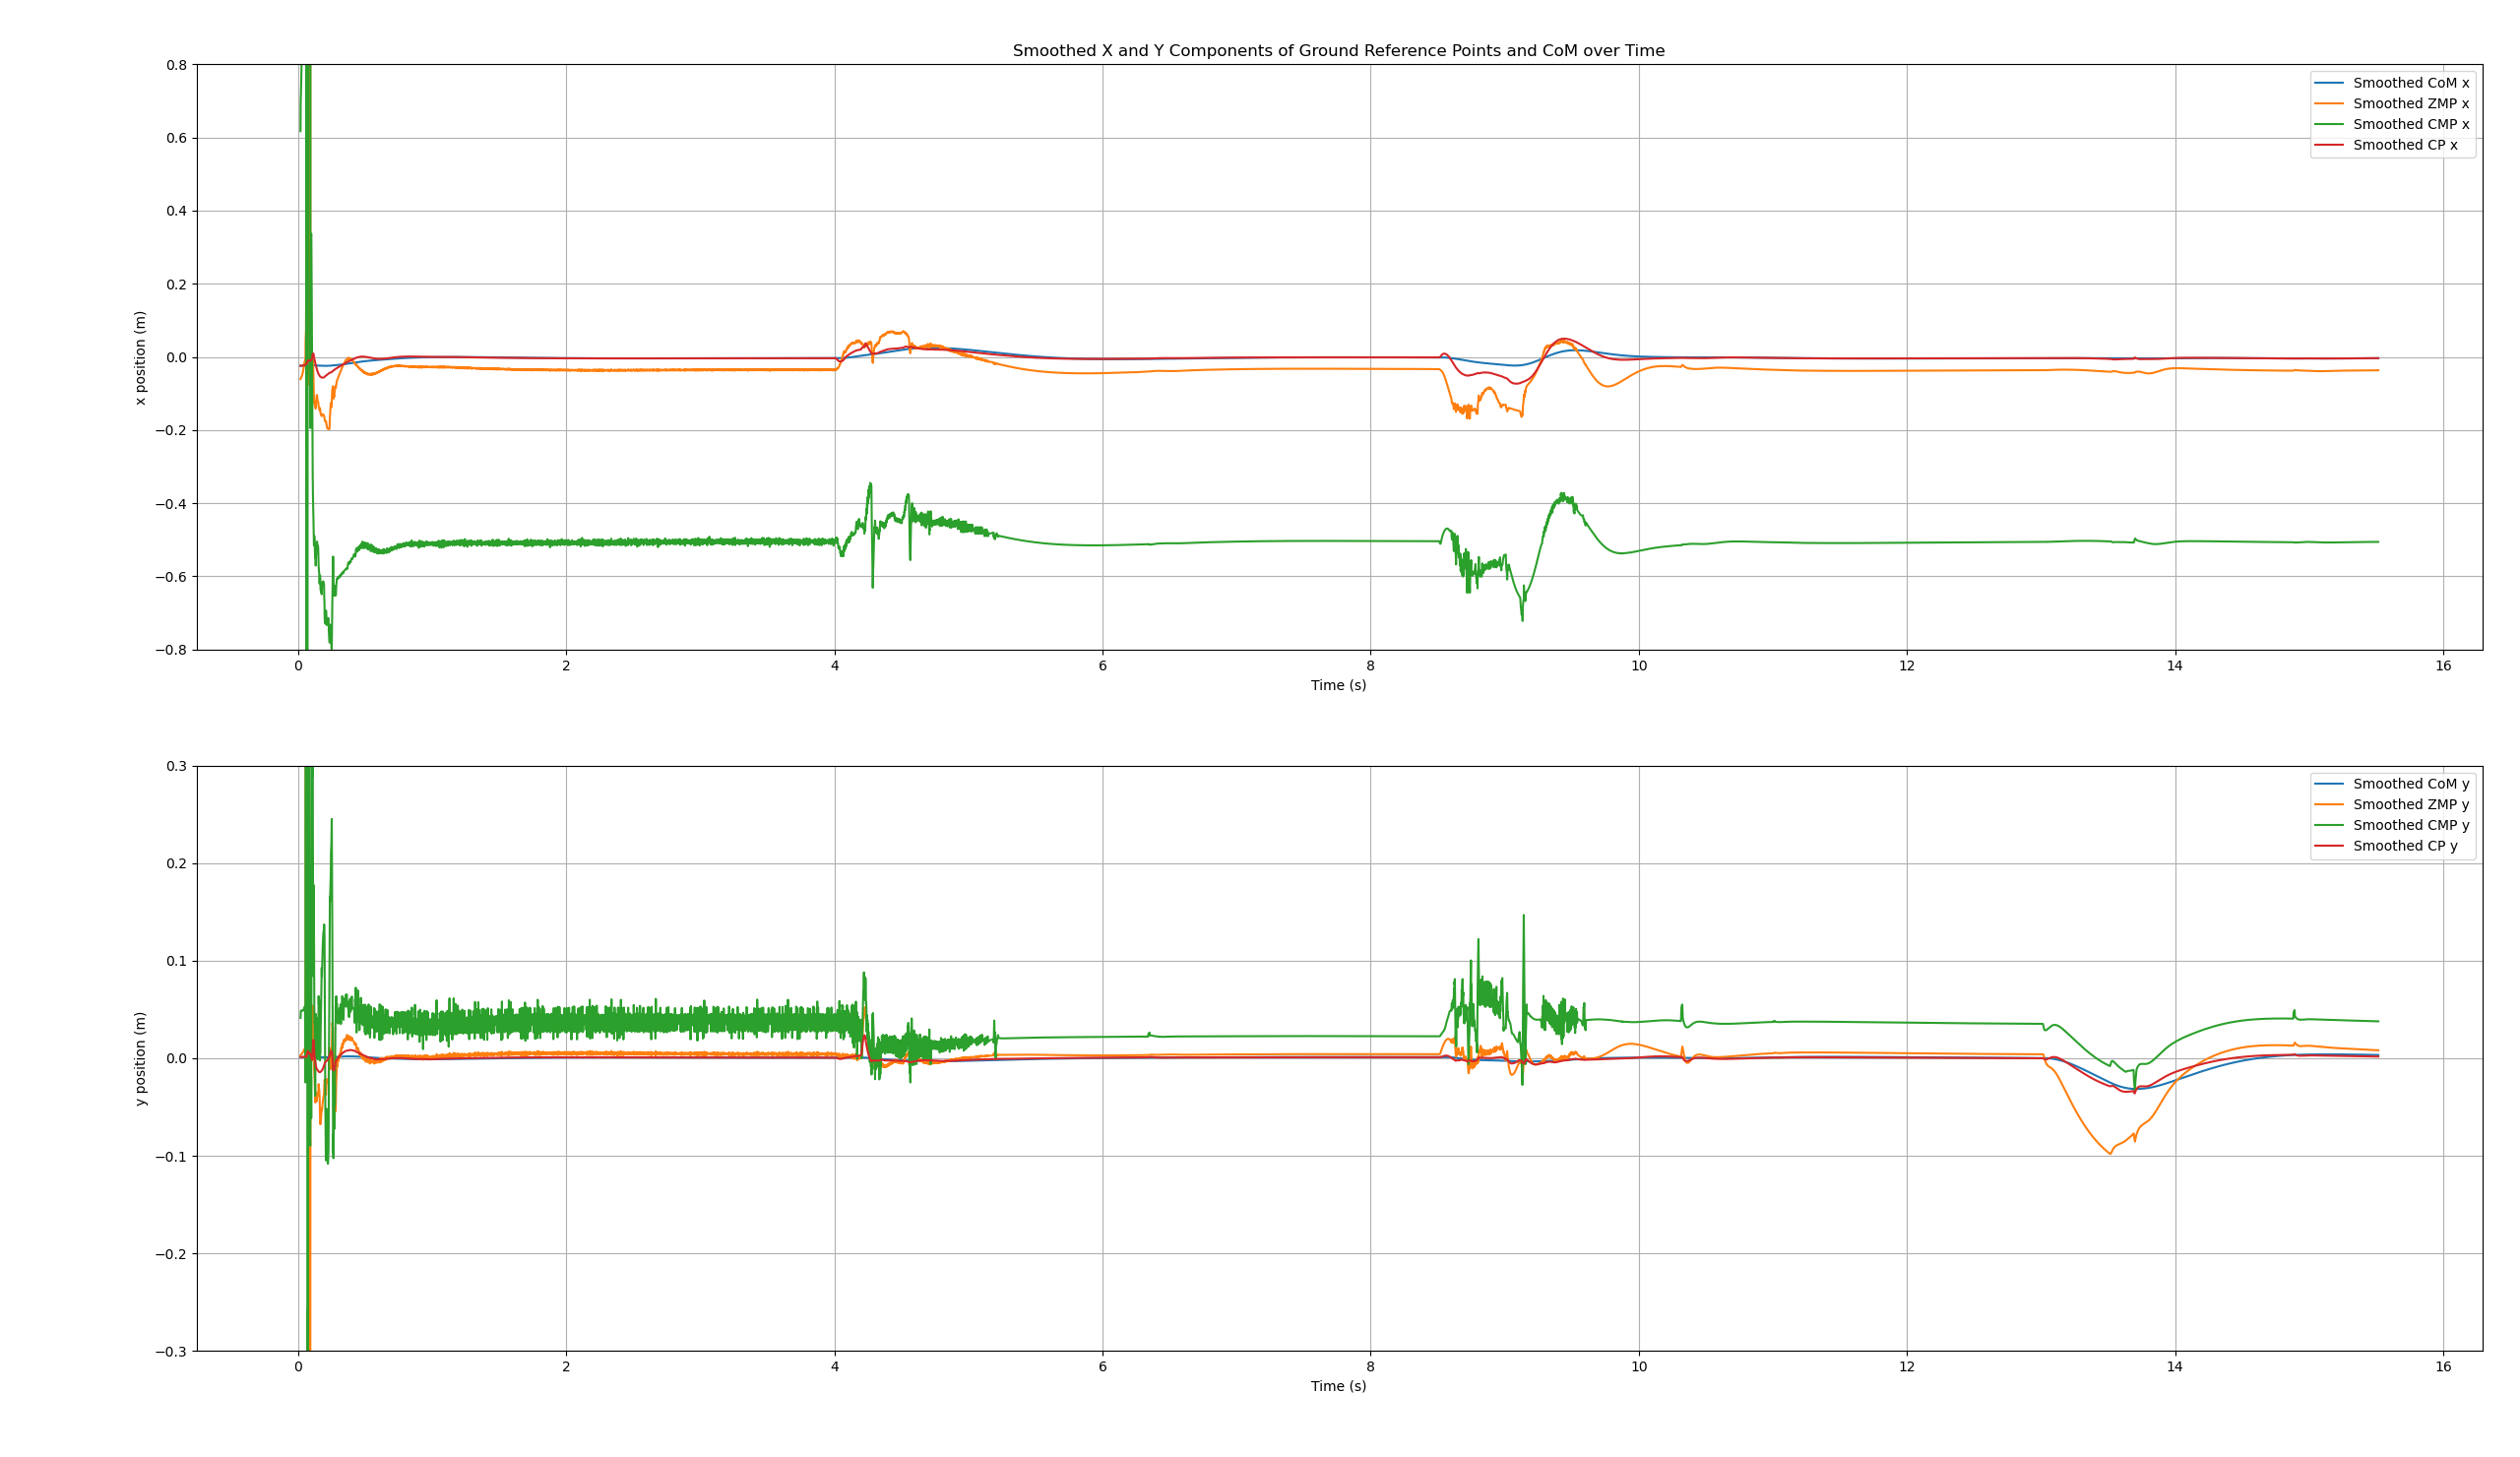 Smoothed X and Y Components of Ground Reference Points and CoM over Time
0.8
0.6
0.4
0.2
0.0
−0.2
−0.4
−0.6
−0.8
x position (m)
Smoothed CoM x
Smoothed ZMP x
Smoothed CMP x
Smoothed CP x
0 2 4 6 8 10 12 14 16
Time (s)
0.3
0.2
0.1
0.0
−0.1
−0.2
−0.3
y position (m)
Smoothed CoM y
Smoothed ZMP y
Smoothed CMP y
Smoothed CP y
0 2 4 6 8 10 12 14 16
Time (s)